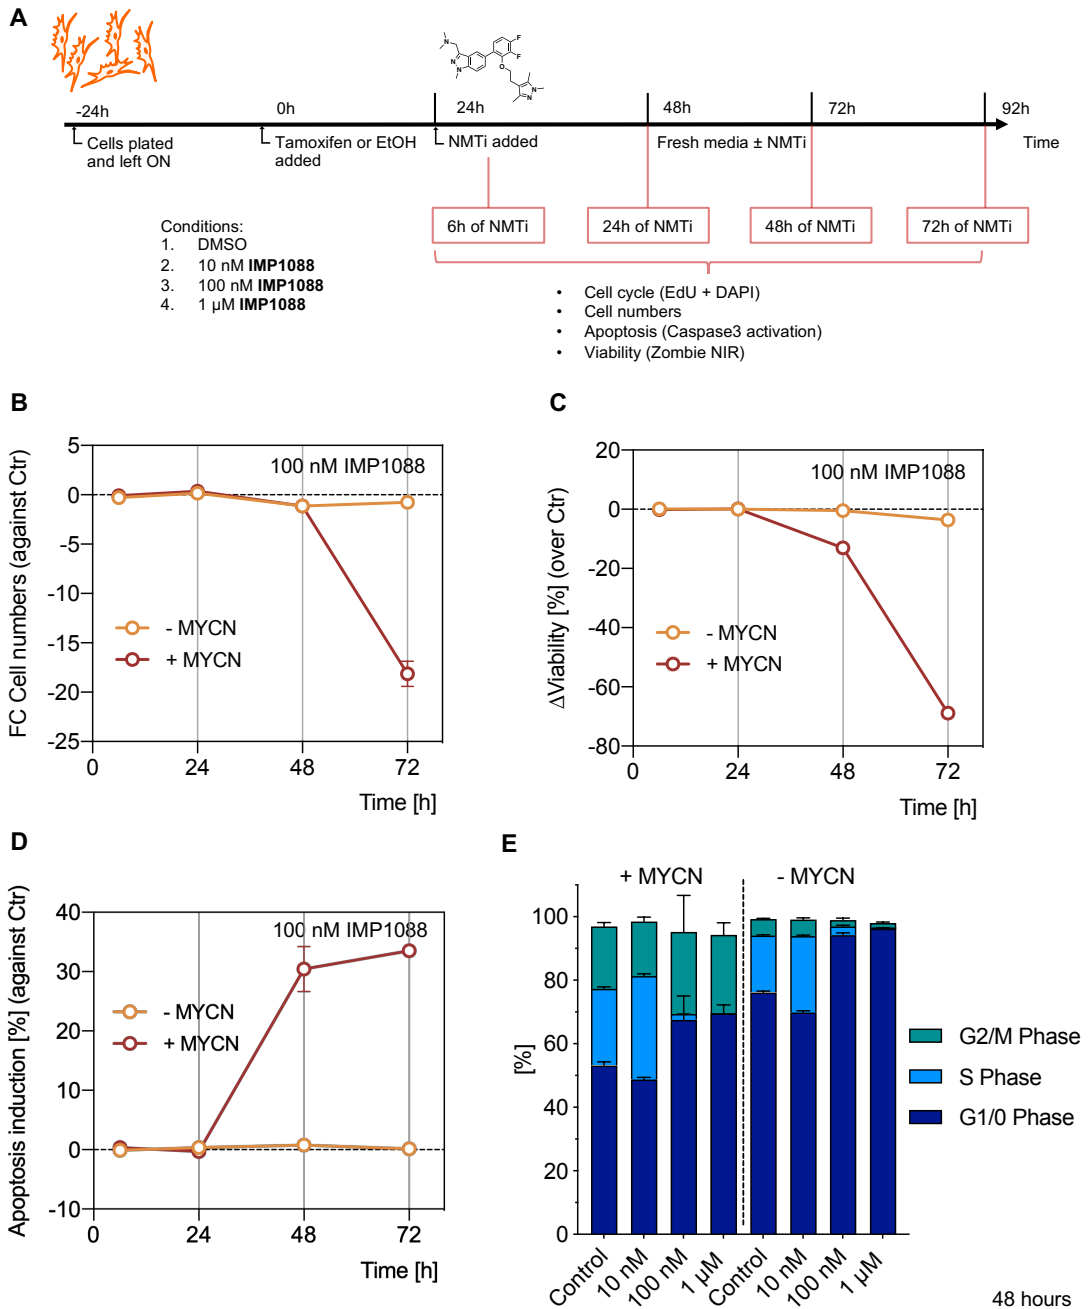 A
N
N
N
F
F
O
N
N
-24h
0h
24h
48h
72h
92h
Cells plated
and left ON
Tamoxifen or EtOH
added
NMTi added
Fresh media ± NMTi
Time
6h of NMTi
24h of NMTi
48h of NMTi
72h of NMTi
Conditions:
1. DMSO
2. 10 nM IMP1088
3. 100 nM IMP1088
4. 1 µM IMP1088
• Cell cycle (EdU + DAPI)
• Cell numbers
• Apoptosis (Caspase3 activation)
• Viability (Zombie NIR)
B
FC Cell numbers (against Ctr)
5
0
-5
-10
-15
-20
-25
100 nM IMP1088
- MYCN
+ MYCN
0
24
48
72
Time [h]
C
ΔViability [%] (over Ctr)
20
0
-20
-40
-60
-80
100 nM IMP1088
- MYCN
+ MYCN
0
24
48
72
Time [h]
D
Apoptosis induction [%] (against Ctr)
40
30
20
10
0
-10
100 nM IMP1088
- MYCN
+ MYCN
0
24
48
72
Time [h]
E
+ MYCN
- MYCN
[%]
100
80
60
40
20
0
Control
10 nM
100 nM
1 µM
Control
10 nM
100 nM
1 µM
G2/M Phase
S Phase
G1/0 Phase
48 hours